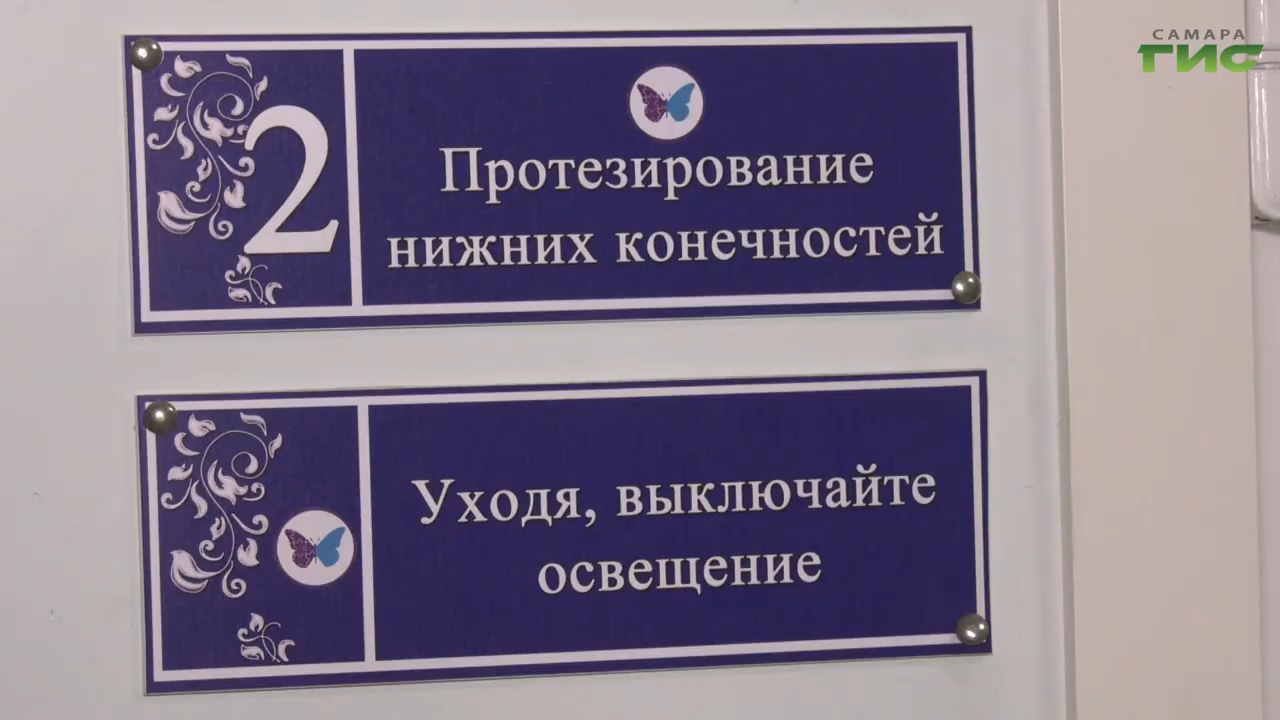 САМАРА
ГИС
2
Протезирование
нижних конечностей
Уходя, выключайте
освещение